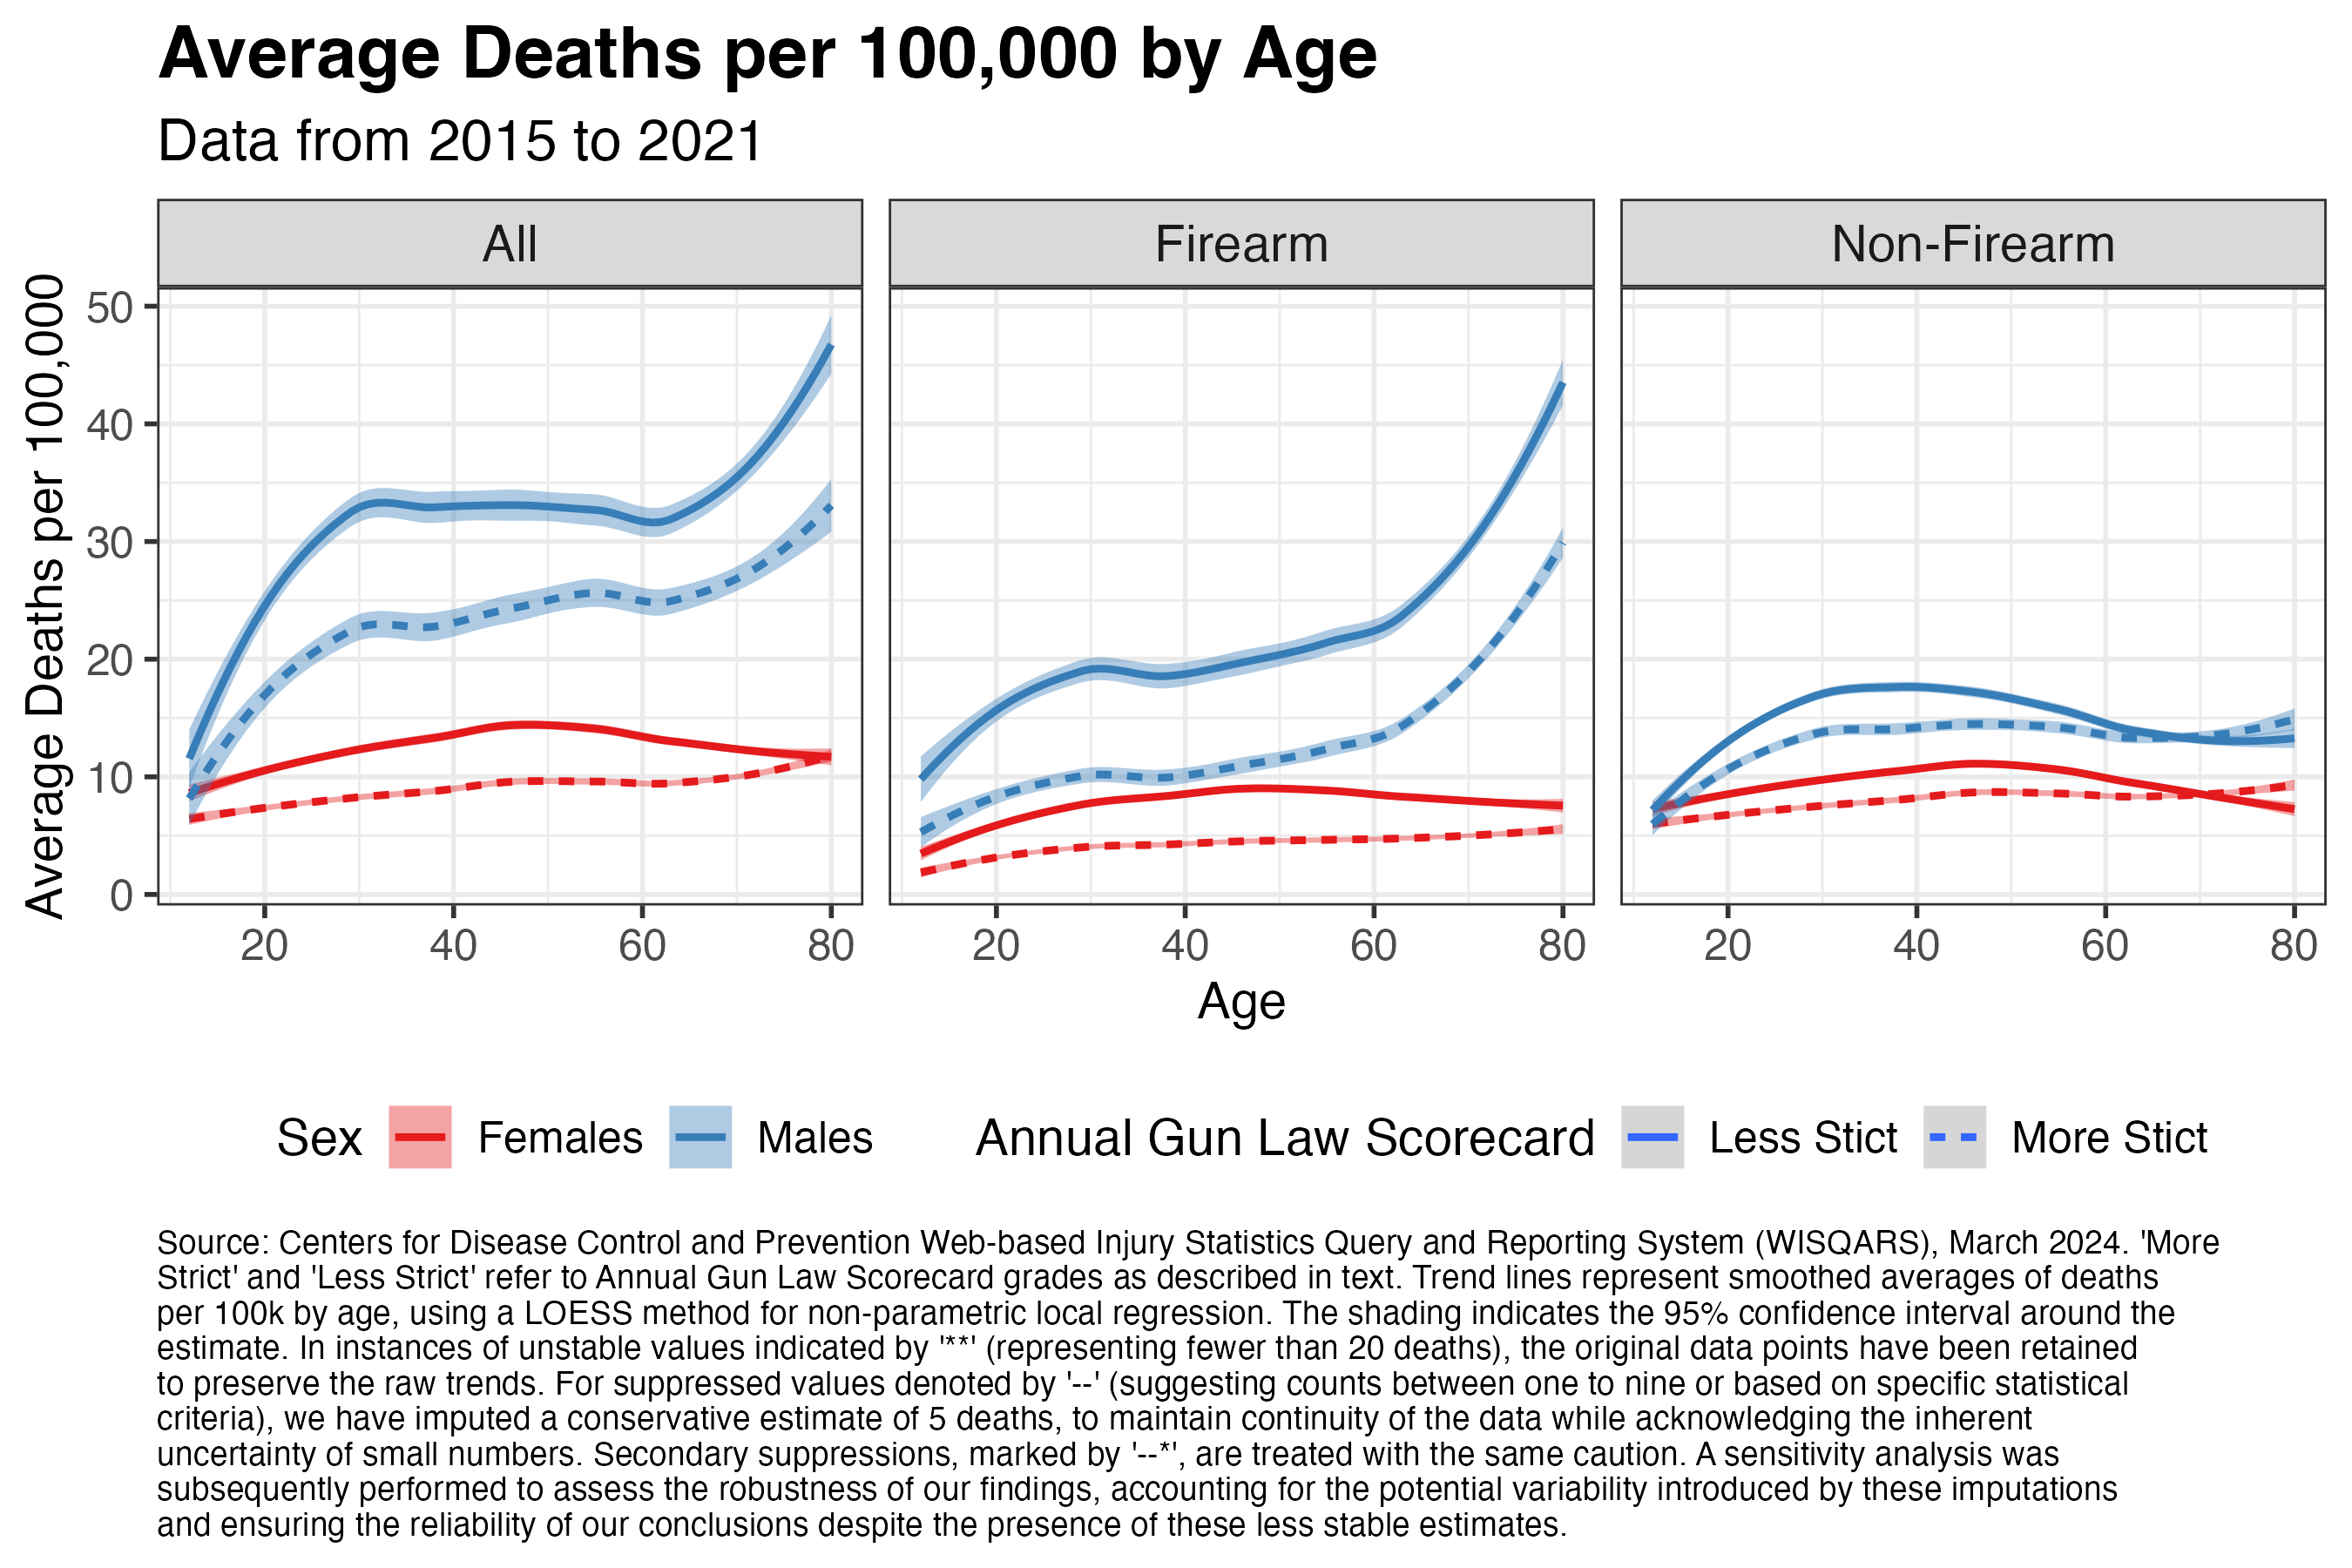 Average Deaths per 100,000 by Age
Data from 2015 to 2021
All
Firearm
Non-Firearm
Average Deaths per 100,000
50
40
30
20
10
0
20 40 60 80
20 40 60 80
20 40 60 80
Age
Sex Females Males Annual Gun Law Scorecard Less Stict More Stict
Source: Centers for Disease Control and Prevention Web-based Injury Statistics Query and Reporting System (WISQARS), March 2024. 'More
Strict' and 'Less Strict' refer to Annual Gun Law Scorecard grades as described in text. Trend lines represent smoothed averages of deaths
per 100k by age, using a LOESS method for non-parametric local regression. The shading indicates the 95% confidence interval around the
estimate. In instances of unstable values indicated by '**' (representing fewer than 20 deaths), the original data points have been retained
to preserve the raw trends. For suppressed values denoted by '--' (suggesting counts between one to nine or based on specific statistical
criteria), we have imputed a conservative estimate of 5 deaths, to maintain continuity of the data while acknowledging the inherent
uncertainty of small numbers. Secondary suppressions, marked by '--*', are treated with the same caution. A sensitivity analysis was
subsequently performed to assess the robustness of our findings, accounting for the potential variability introduced by these imputations
and ensuring the reliability of our conclusions despite the presence of these less stable estimates.